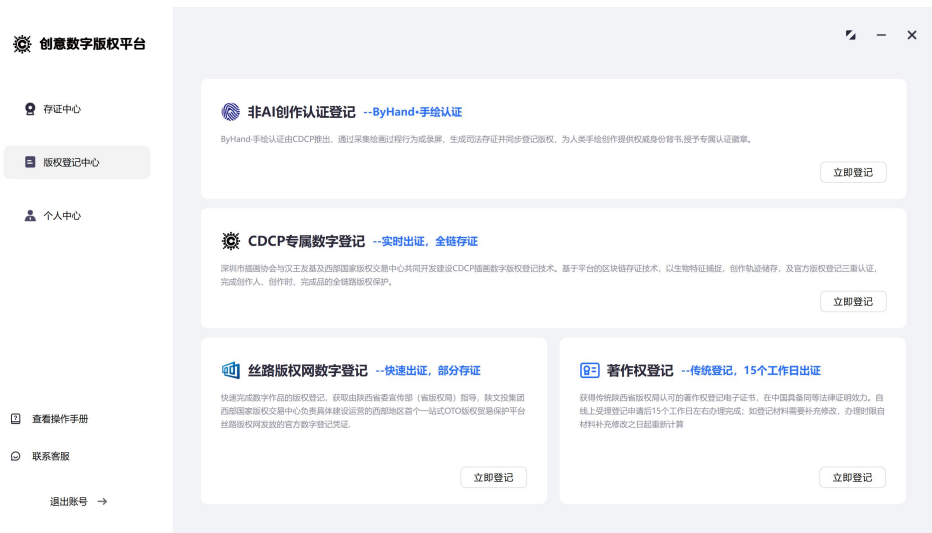 创意数字版权平台
存证中心
版权登记中心
个人中心
查看操作手册
联系客服
退出账号
非AI创作认证登记 --ByHand·手绘认证
ByHand·手绘认证由CDCP推出，通过采集绘画过程行为或录屏，生成司法存证并同步登记版权，为人类手绘创作提供权威身份背书,授予专属认证徽章。
立即登记
CDCP专属数字登记 --实时出证，全链存证
深圳市插画协会与汉王友基及西部国家版权交易中心共同开发建设CDCP插画数字版权登记技术。基于平台的区块链存证技术，以生物特征捕捉，创作轨迹储存，及官方版权登记三重认证，
完成创作人、创作时、完成品的全链路版权保护。
立即登记
丝路版权网数字登记 --快速出证，部分存证
快速完成数字作品的版权登记，获取由陕西省委宣传部（省版权局）指导，陕文投集团
西部国家版权交易中心负责具体建设运营的西部地区首个一站式OTO版权贸易保护平台
丝路版权网发放的官方数字登记凭证.
立即登记
著作权登记 --传统登记，15个工作日出证
获得传统陕西省版权局认可的著作权登记电子证书，在中国具备同等法律证明效力。自
线上受理登记申请后15个工作日左右办理完成；如登记材料需要补充修改，办理时限自
材料补充修改之日起重新计算
立即登记